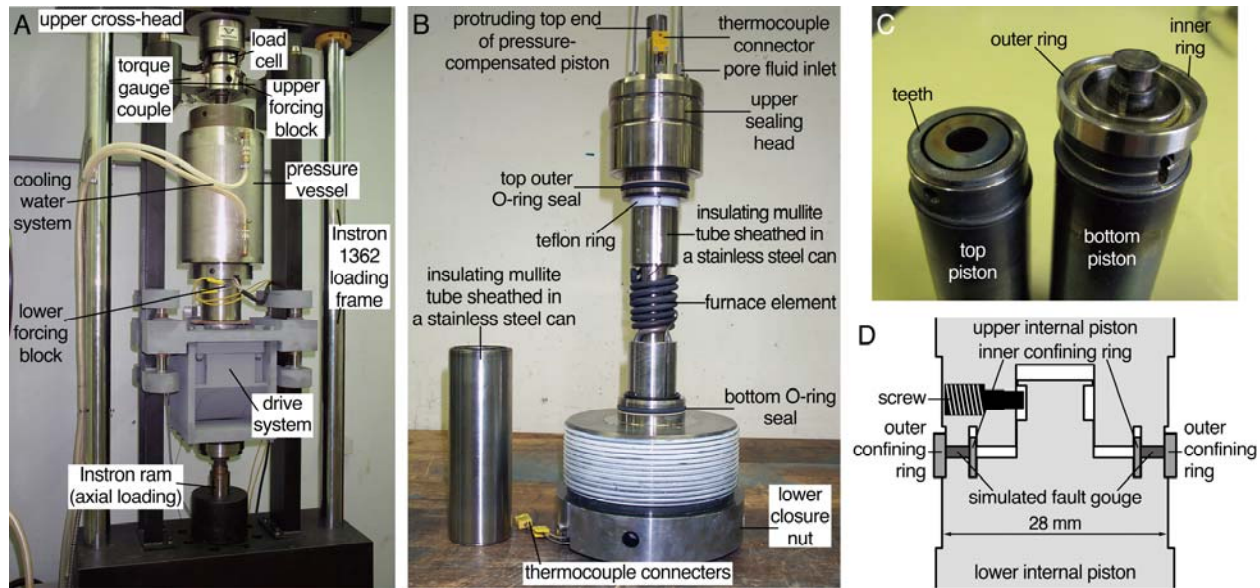 A
upper cross-head
load
cell
torque
gauge
couple
upper
forcing
block
cooling
water
system
pressure
vessel
Instron
1362
loading
frame
lower
forcing
block
drive
system
Instron ram
(axial loading)
B
protruding top end
of pressure-
compensated piston
thermocouple
connector
pore fluid inlet
upper
sealing
head
top outer
O-ring seal
teflon ring
insulating mullite
tube sheathed in
a stainless steel can
insulating mullite
tube sheathed in
a stainless steel can
furnace element
bottom O-ring
seal
lower
closure
nut
thermocouple connecters
C
outer ring
inner
ring
teeth
top
piston
bottom
piston
D
upper internal piston
inner confining ring
screw
outer
confining
ring
outer
confining
ring
simulated fault gouge
28 mm
lower internal piston